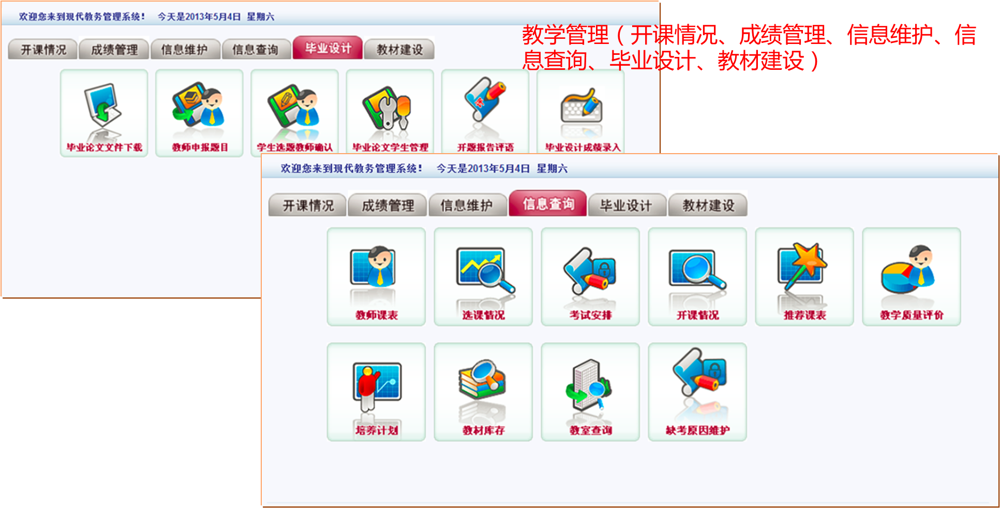 欢迎您来到现代教务管理系统! 今天是2013年5月4日 星期六
教学管理（开课情况、成绩管理、信息维护、信
息查询、毕业设计、教材建设）
开课情况 成绩管理 信息维护 信息查询 毕业设计 教材建设
毕业论文文件下载 教师申报题目 学生选题教师确认 毕业论文学生管理 开题报告评语 毕业设计成绩录入
欢迎您来到现代教务管理系统! 今天是2013年5月4日 星期六
开课情况 成绩管理 信息维护 信息查询 毕业设计 教材建设
教师课表 选课情况 考试安排 开课情况 推荐课表 教学质量评价
培养计划 教材库存 教室查询 缺考原因维护